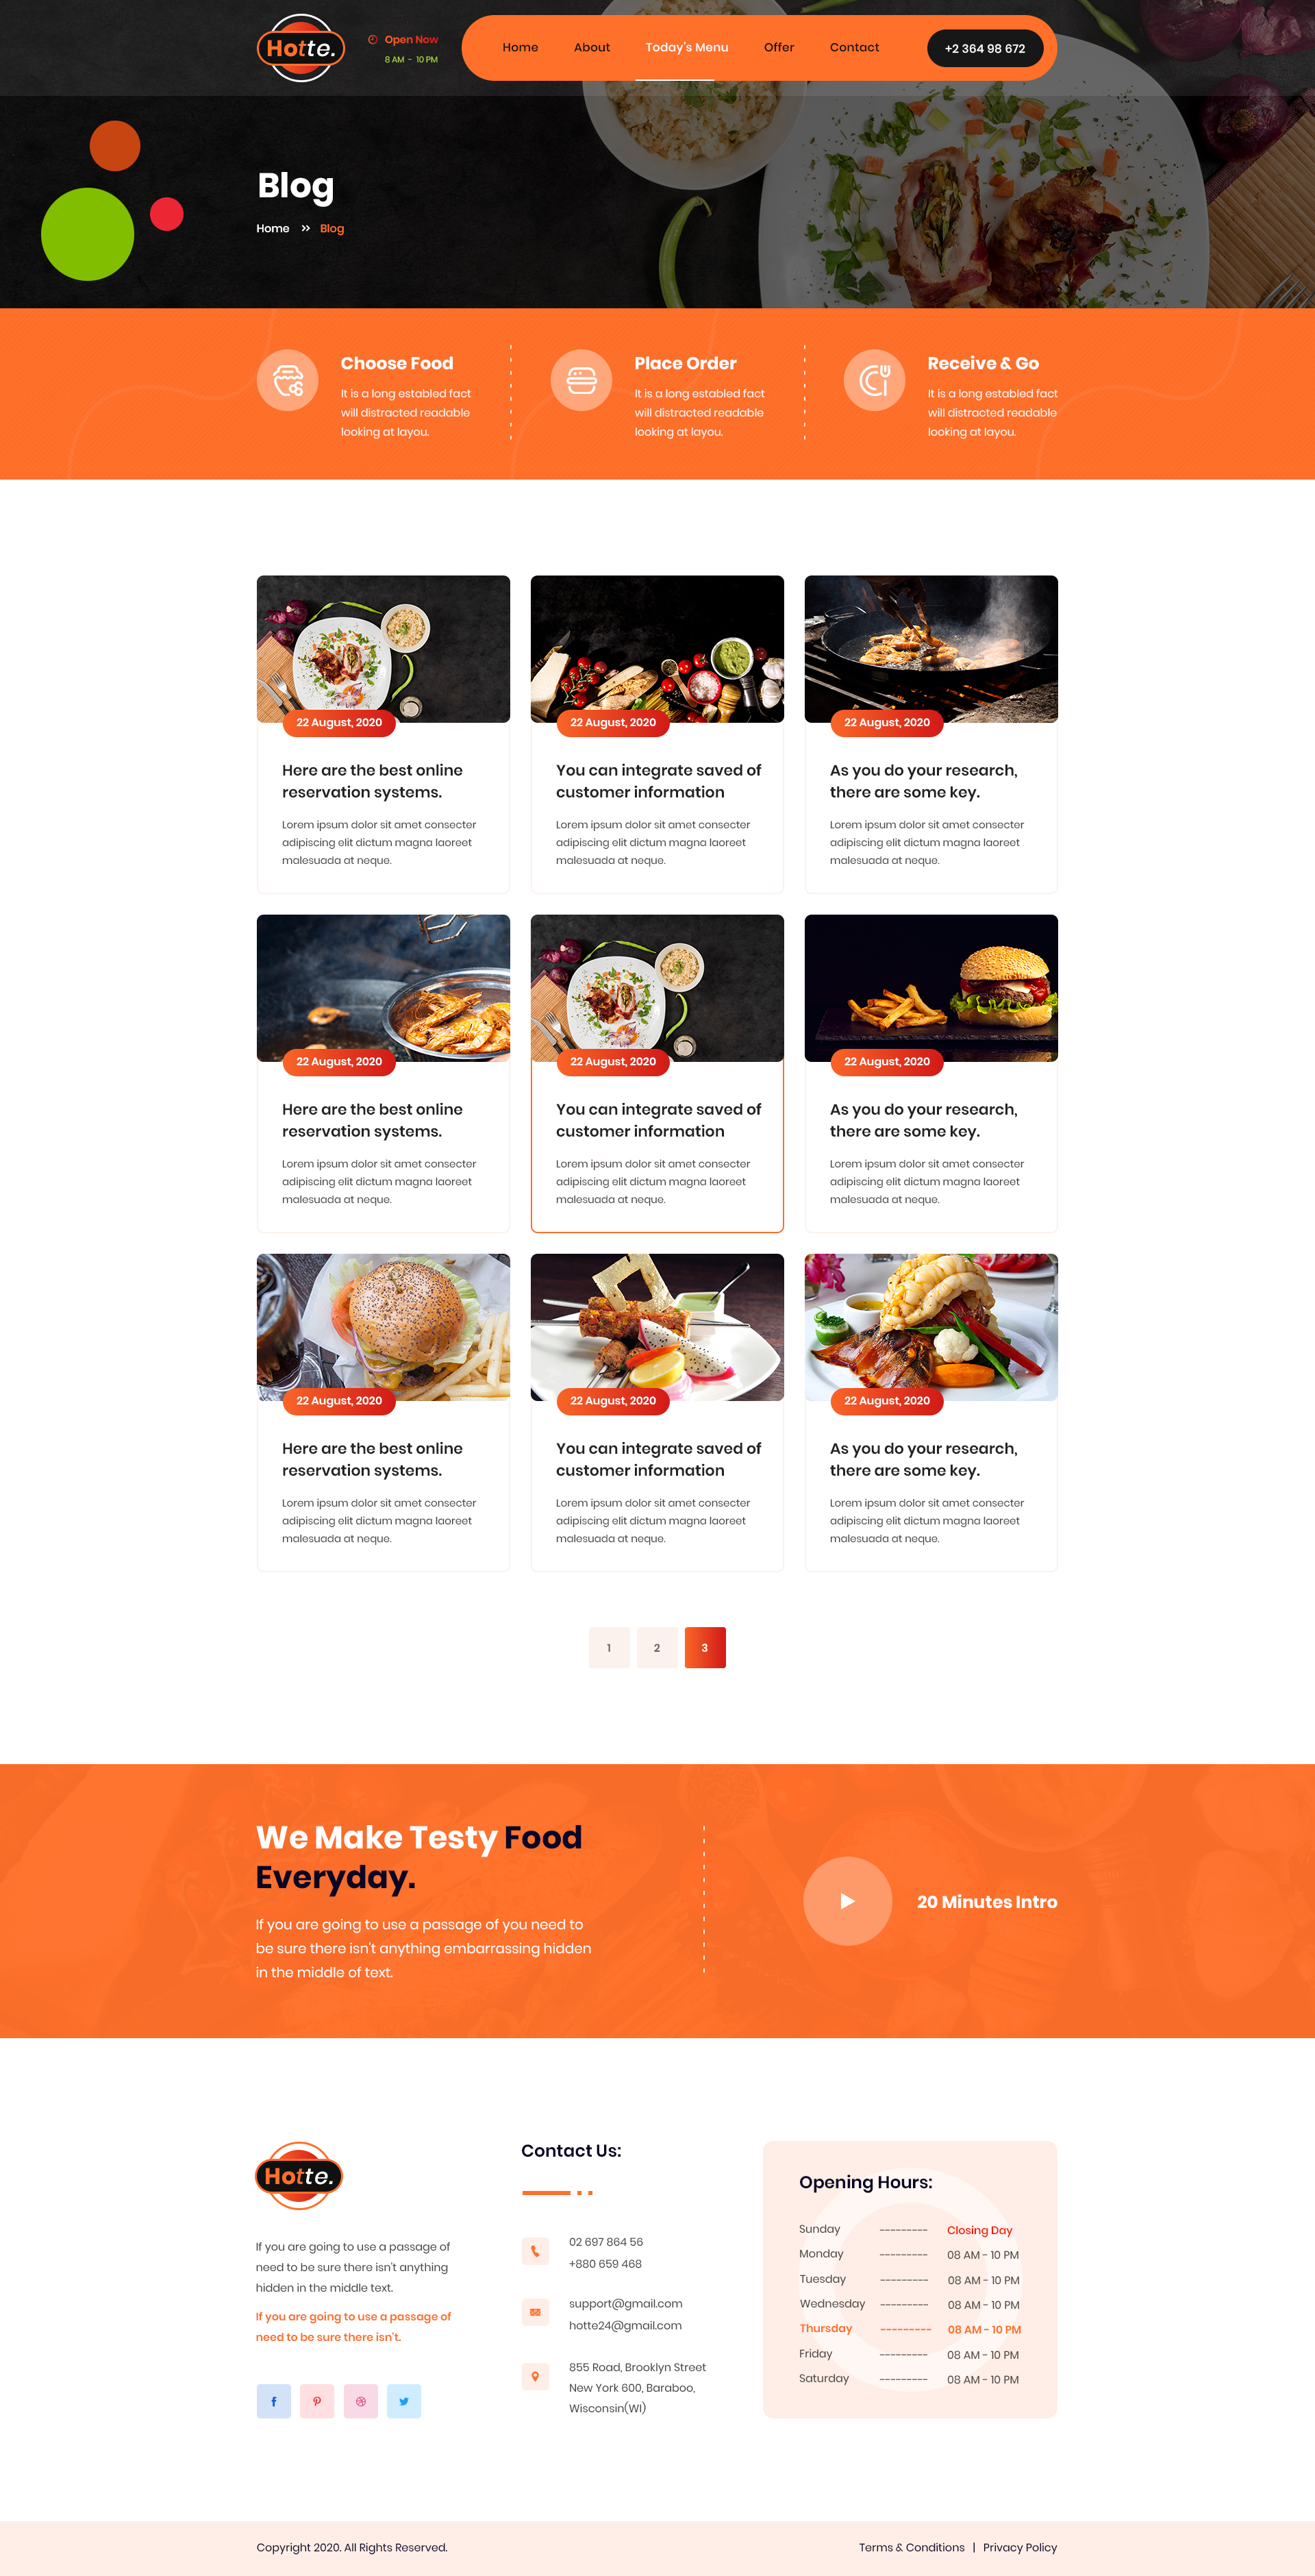 Hotte.
Open Now
8 AM - 10 PM
Home
About
Today's Menu
Offer
Contact
+2 364 98 672
Blog
Home » Blog
Choose Food
It is a long establed fact
will distracted readable
looking at layou.
Place Order
It is a long establed fact
will distracted readable
looking at layou.
Receive & Go
It is a long establed fact
will distracted readable
looking at layou.
22 August, 2020
Here are the best online
reservation systems.
Lorem ipsum dolor sit amet consecter
adipiscing elit dictum magna laoreet
malesuada at neque.
22 August, 2020
You can integrate saved of
customer information
Lorem ipsum dolor sit amet consecter
adipiscing elit dictum magna laoreet
malesuada at neque.
22 August, 2020
As you do your research,
there are some key.
Lorem ipsum dolor sit amet consecter
adipiscing elit dictum magna laoreet
malesuada at neque.
22 August, 2020
Here are the best online
reservation systems.
Lorem ipsum dolor sit amet consecter
adipiscing elit dictum magna laoreet
malesuada at neque.
22 August, 2020
You can integrate saved of
customer information
Lorem ipsum dolor sit amet consecter
adipiscing elit dictum magna laoreet
malesuada at neque.
22 August, 2020
As you do your research,
there are some key.
Lorem ipsum dolor sit amet consecter
adipiscing elit dictum magna laoreet
malesuada at neque.
22 August, 2020
Here are the best online
reservation systems.
Lorem ipsum dolor sit amet consecter
adipiscing elit dictum magna laoreet
malesuada at neque.
22 August, 2020
You can integrate saved of
customer information
Lorem ipsum dolor sit amet consecter
adipiscing elit dictum magna laoreet
malesuada at neque.
22 August, 2020
As you do your research,
there are some key.
Lorem ipsum dolor sit amet consecter
adipiscing elit dictum magna laoreet
malesuada at neque.
1
2
3
We Make Testy Food
Everyday.
If you are going to use a passage of you need to
be sure there isn't anything embarrassing hidden
in the middle of text.
20 Minutes Intro
Hotte.
If you are going to use a passage of
need to be sure there isn't anything
hidden in the middle text.
If you are going to use a passage of
need to be sure there isn't.
Contact Us:
02 697 864 56
+880 659 468
support@gmail.com
hotte24@gmail.com
855 Road, Brooklyn Street
New York 600, Baraboo,
Wisconsin(WI)
Opening Hours:
Sunday --------- Closing Day
Monday --------- 08 AM - 10 PM
Tuesday --------- 08 AM - 10 PM
Wednesday --------- 08 AM - 10 PM
Thursday --------- 08 AM - 10 PM
Friday --------- 08 AM - 10 PM
Saturday --------- 08 AM - 10 PM
Copyright 2020. All Rights Reserved.
Terms & Conditions | Privacy Policy